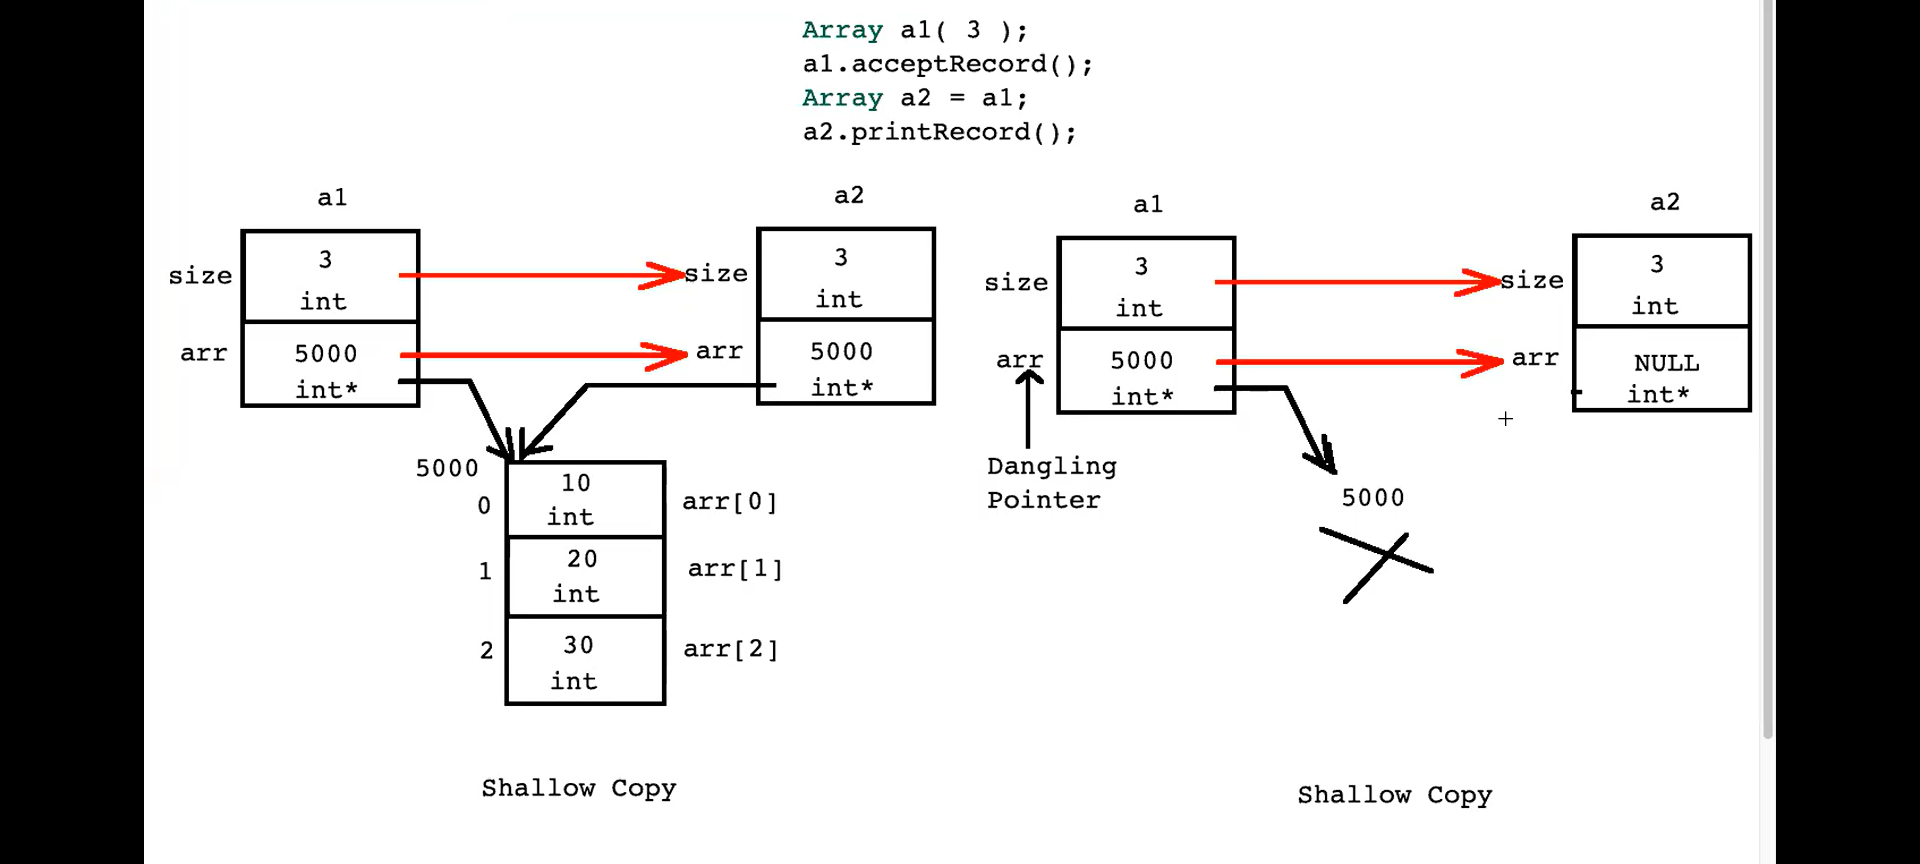 Array a1( 3 );
a1.acceptRecord();
Array a2 = a1;
a2.printRecord();
a1
a2
size
3
int
size
3
int
arr
5000
int*
arr
5000
int*
5000
0
10
int
arr[0]
1
20
int
arr[1]
2
30
int
arr[2]
Shallow Copy
a1
a2
size
3
int
size
3
int
arr
5000
int*
arr
NULL
int*
Dangling
Pointer
5000
Shallow Copy